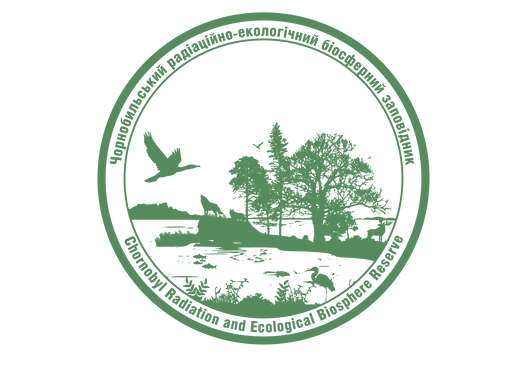 Чорнобильський радіаційно-екологічний біосферний заповідник
Chornobyl Radiation and Ecological Biosphere Reserve